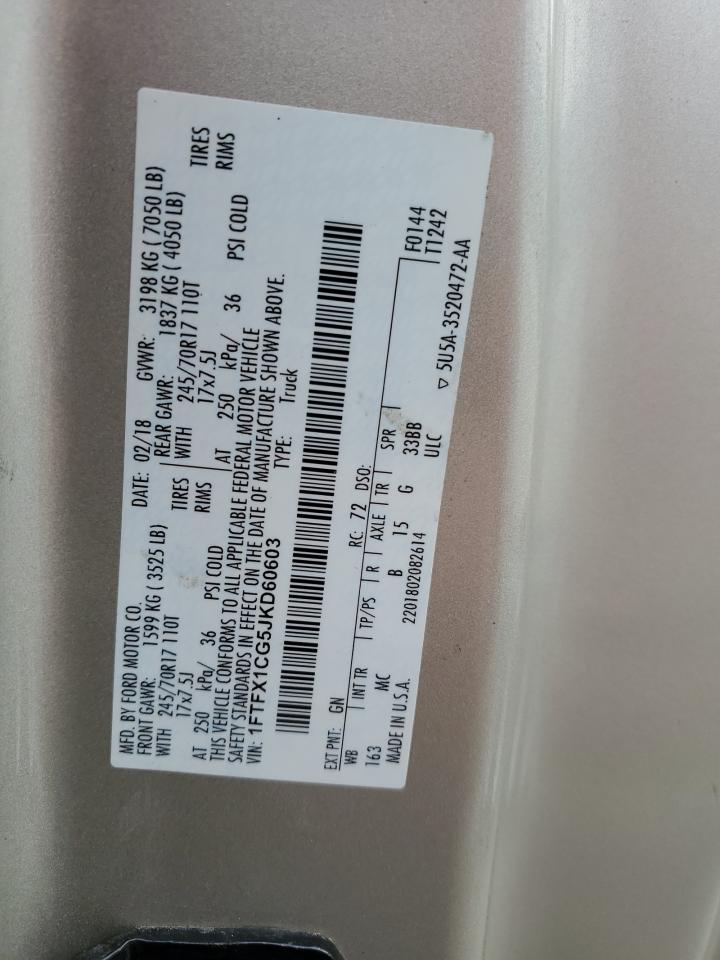 MFD. BY FORD MOTOR CO.
DATE: 02/18 GVWR: 3198 KG ( 7050 LB)
FRONT GAWR: 1599 KG ( 3525 LB) REAR GAWR: 1837 KG ( 4050 LB)
WITH 245/70R17 110T TIRES WITH 245/70R17 110T TIRES
17x7.5J RIMS 17x7.5J RIMS
AT 250 kPa/ 36 PSI COLD AT 250 kPa/ 36 PSI COLD
THIS VEHICLE CONFORMS TO ALL APPLICABLE FEDERAL MOTOR VEHICLE
SAFETY STANDARDS IN EFFECT ON THE DATE OF MANUFACTURE SHOWN ABOVE.
VIN: 1FTFX1CG5JKD60603 TYPE: Truck
EXT PNT: GN RC: 72 DSO:
WB INT TR TP/PS R AXLE TR SPR F0144
163 MC B 15 G 33BB T1242
MADE IN U.S.A. 2201802082614 ULC
▽ 5U5A-3520472-AA